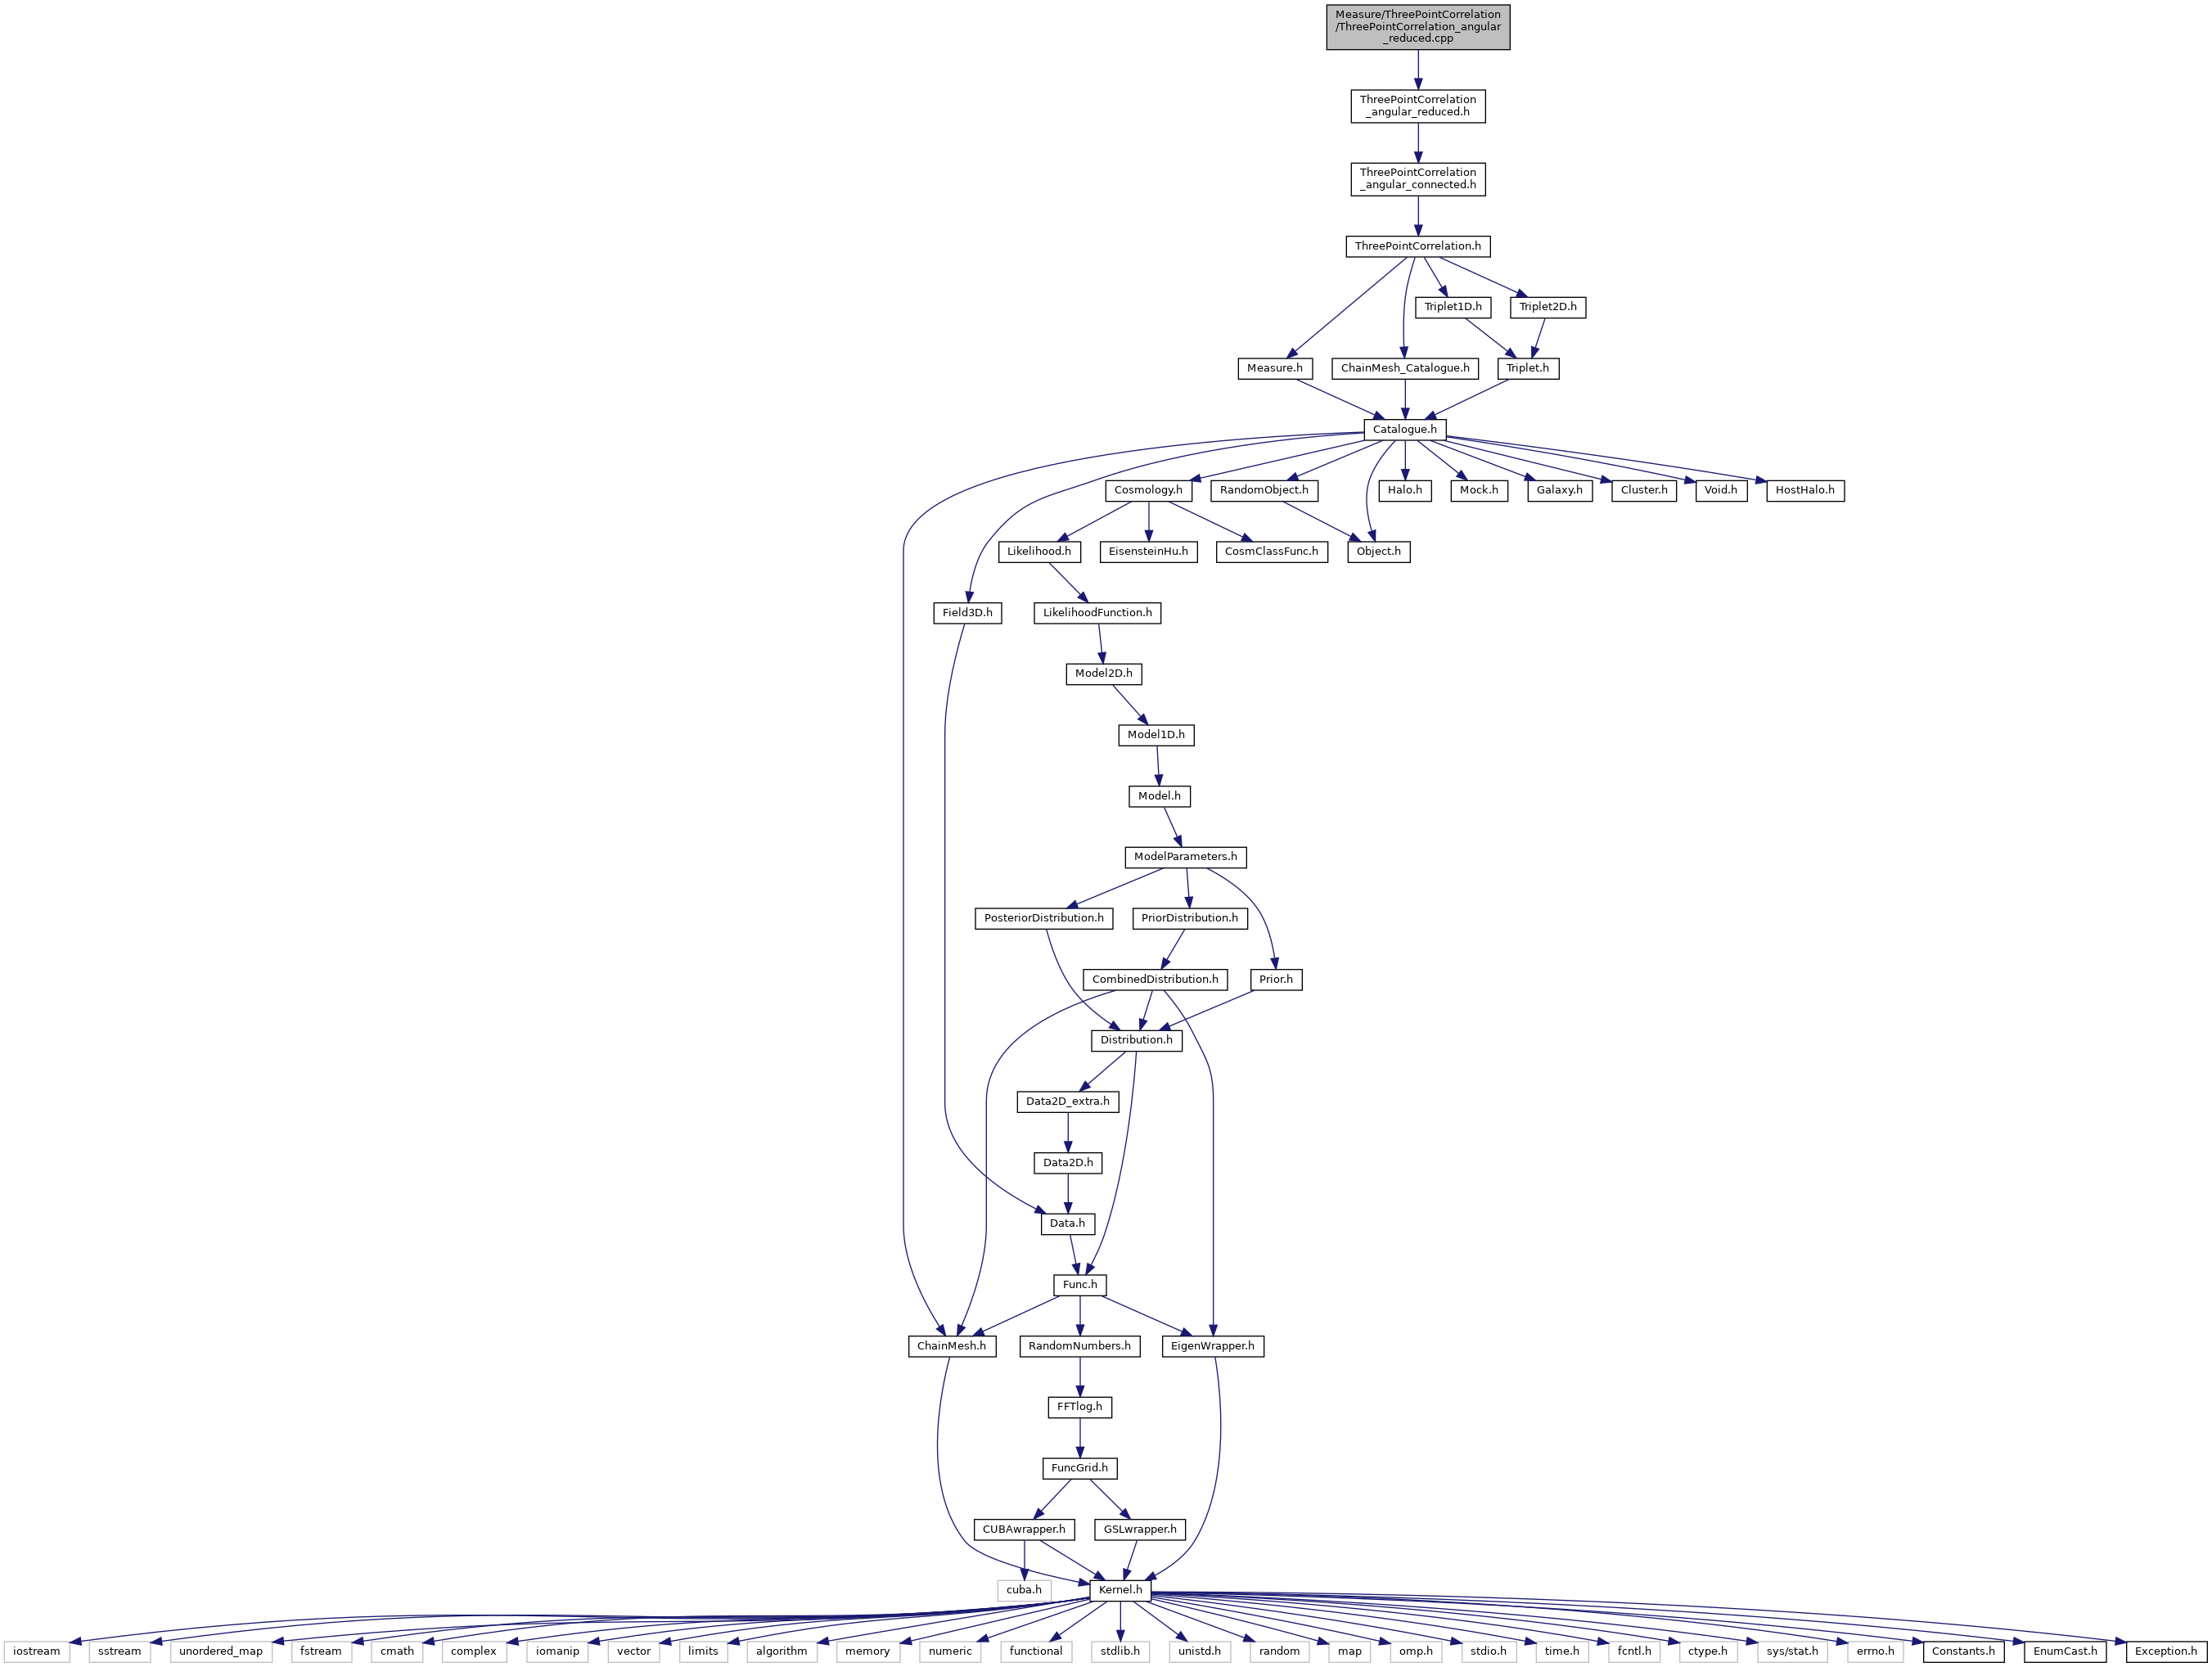 Measure/ThreePointCorrelation
/ThreePointCorrelation_angular
_reduced.cpp
ThreePointCorrelation
_angular_reduced.h
ThreePointCorrelation
_angular_connected.h
ThreePointCorrelation.h
Triplet1D.h
Triplet2D.h
Measure.h
ChainMesh_Catalogue.h
Triplet.h
Catalogue.h
Cosmology.h
RandomObject.h
Halo.h
Mock.h
Galaxy.h
Cluster.h
Void.h
HostHalo.h
Likelihood.h
EisensteinHu.h
CosmClassFunc.h
Object.h
Field3D.h
LikelihoodFunction.h
Model2D.h
Model1D.h
Model.h
ModelParameters.h
PosteriorDistribution.h
PriorDistribution.h
CombinedDistribution.h
Prior.h
Distribution.h
Data2D_extra.h
Data2D.h
Data.h
Func.h
ChainMesh.h
RandomNumbers.h
EigenWrapper.h
FFTlog.h
FuncGrid.h
CUBAwrapper.h
GSLwrapper.h
cuba.h
Kernel.h
iostream
sstream
unordered_map
fstream
cmath
complex
iomanip
vector
limits
algorithm
memory
numeric
functional
stdlib.h
unistd.h
random
map
omp.h
stdio.h
time.h
fcntl.h
ctype.h
sys/stat.h
errno.h
Constants.h
EnumCast.h
Exception.h